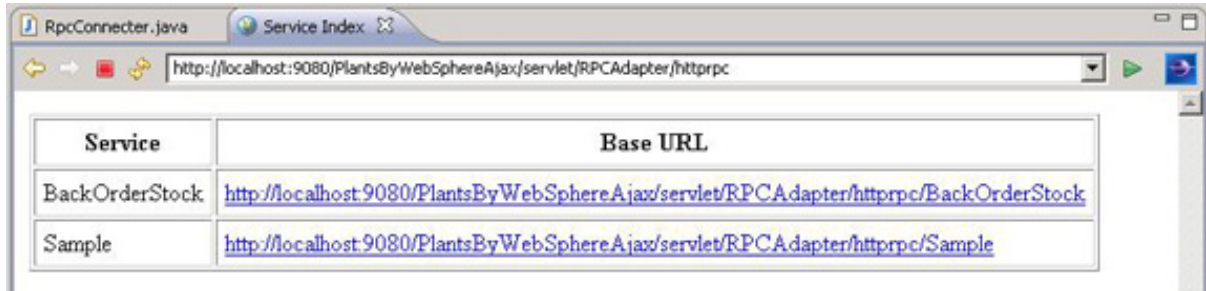 RpcConnecter.java Service Index
http://localhost:9080/PlantsByWebSphereAjax/servlet/RPCAdapter/httprpc
Service Base URL
BackOrderStock http://localhost:9080/PlantsByWebSphereAjax/servlet/RPCAdapter/httprpc/BackOrderStock
Sample http://localhost:9080/PlantsByWebSphereAjax/servlet/RPCAdapter/httprpc/Sample